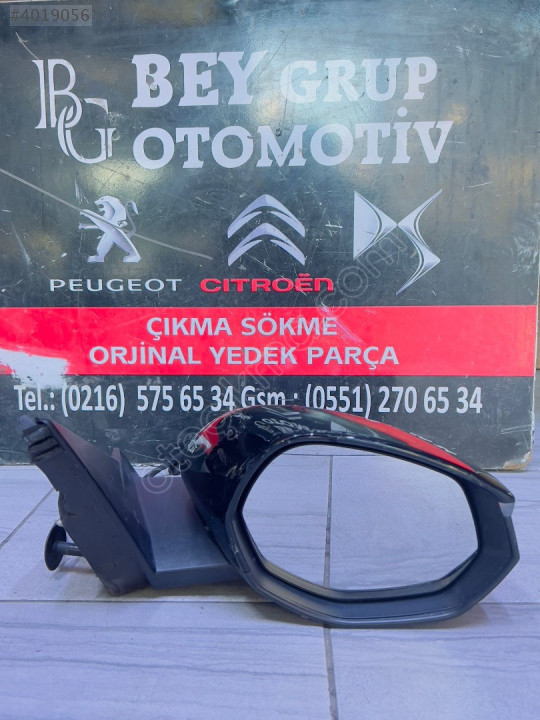 #4019056
BG
BEY GRUP
OTOMOTİV
PEUGEOT CITROËN
ÇIKMA SÖKME
ORJİNAL YEDEK PARÇA
Tel.: (0216) 575 65 34 Gsm : (0551) 270 65 34